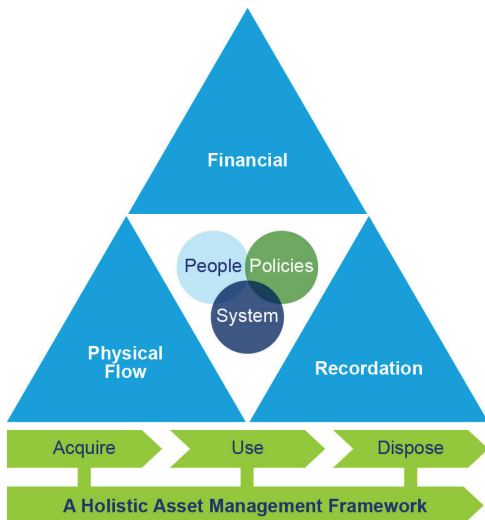 Financial
People
Policies
System
Physical
Flow
Recordation
Acquire
Use
Dispose
A Holistic Asset Management Framework